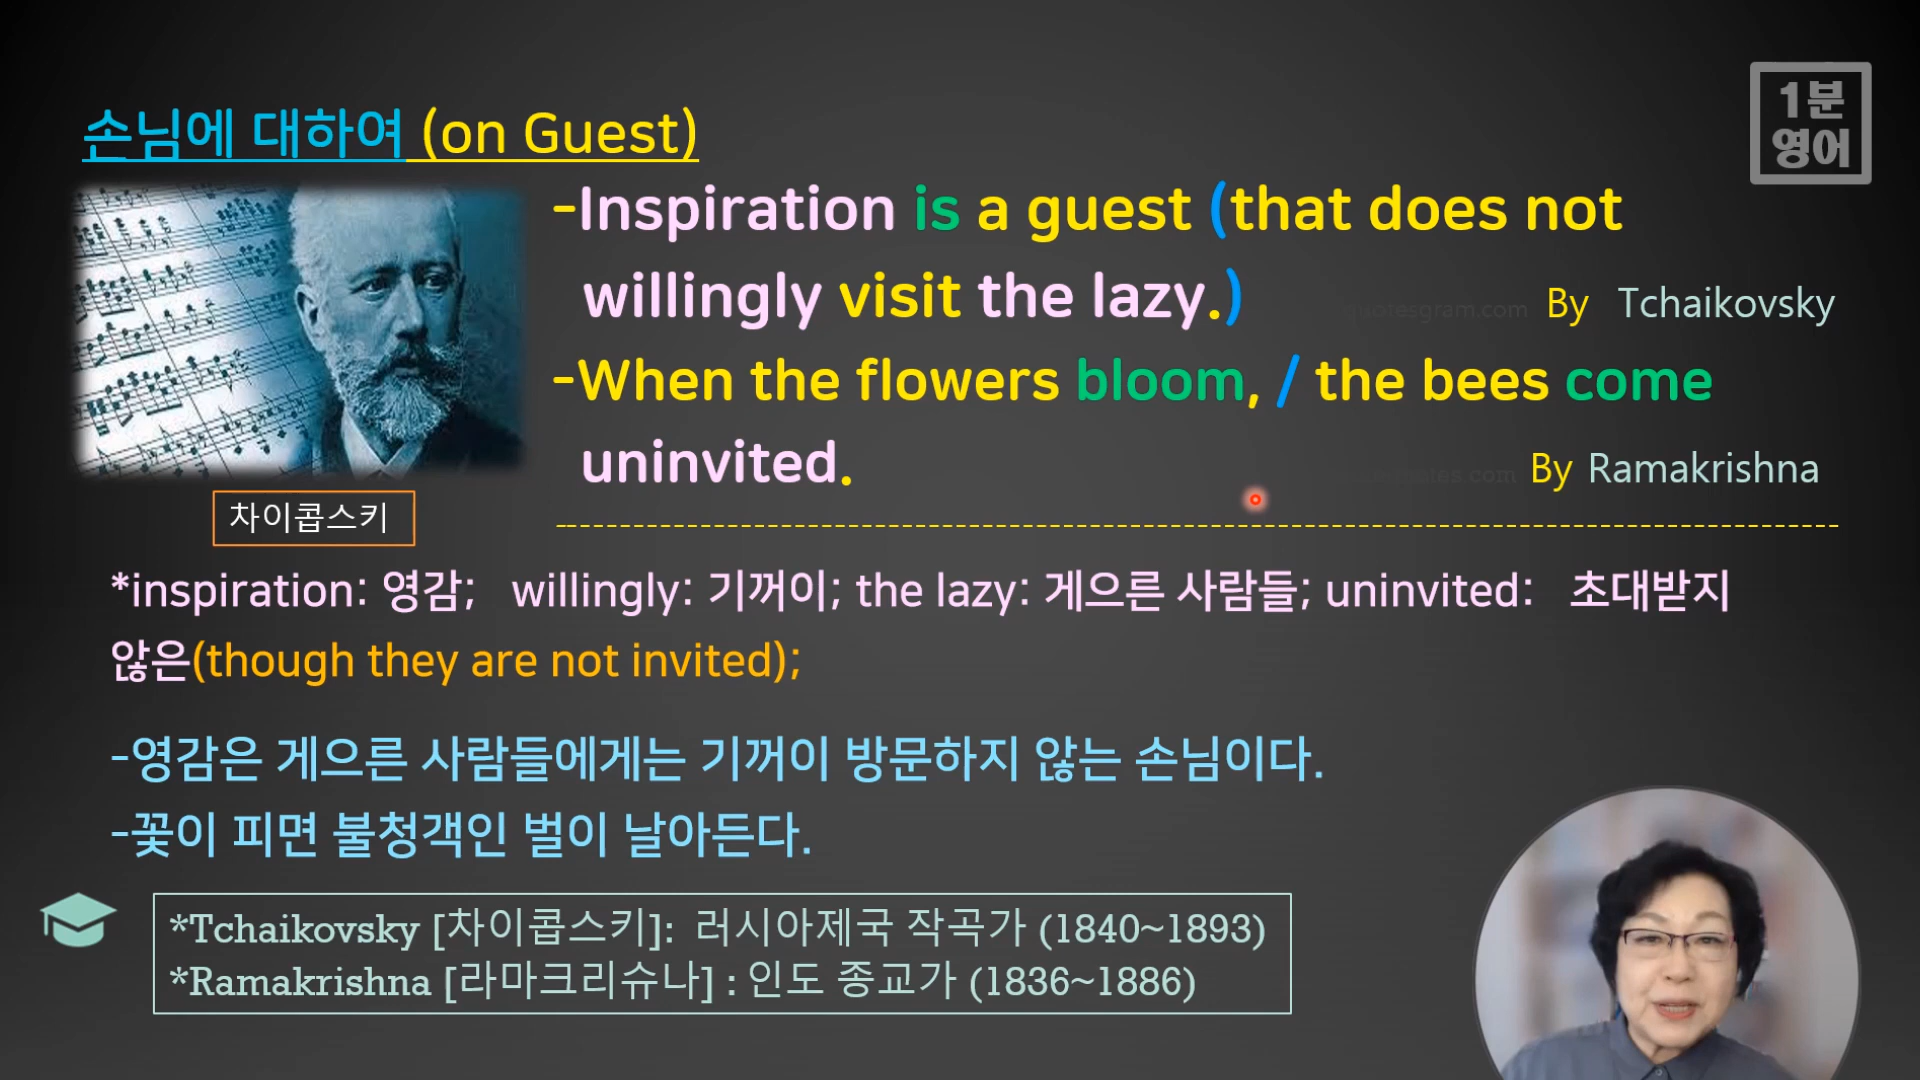 손님에 대하여 (on Guest)
1분
영어
-Inspiration is a guest (that does not
willingly visit the lazy.)
quotesgram.com By Tchaikovsky
-When the flowers bloom, / the bees come
uninvited.
By Ramakrishna
차이콥스키
*inspiration: 영감; willingly: 기꺼이; the lazy: 게으른 사람들; uninvited: 초대받지
않은(though they are not invited);
-영감은 게으른 사람들에게는 기꺼이 방문하지 않는 손님이다.
-꽃이 피면 불청객인 벌이 날아든다.
*Tchaikovsky [차이콥스키]: 러시아제국 작곡가 (1840~1893)
*Ramakrishna [라마크리슈나] : 인도 종교가 (1836~1886)